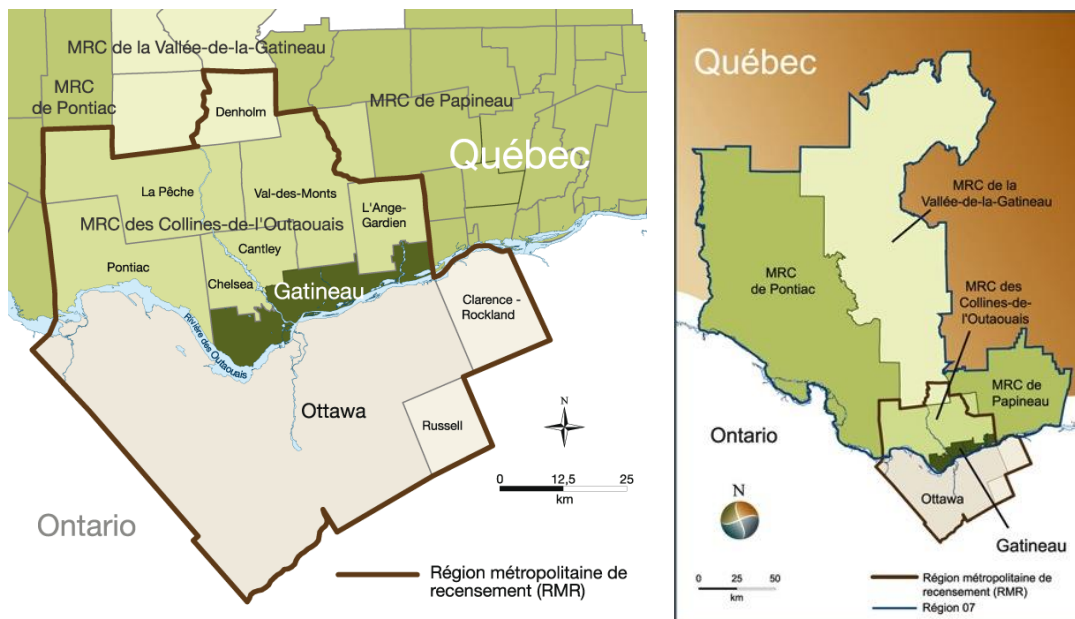 MRC de la Vallée-de-la-Gatineau
MRC
de Pontiac
Denholm
MRC de Papineau
Québec
La Pêche
Val-des-Monts
L'Ange-
Gardien
MRC des Collines-de-l'Outaouais
Cantley
Pontiac
Chelsea
Gatineau
Clarence -
Rockland
Rivière des Outaouais
Ottawa
Russell
N
0 12,5 25
km
Ontario
Région métropolitaine de
recensement (RMR)
Québec
MRC de la
Vallée-de-la-Gatineau
MRC
de Pontiac
MRC des
Collines-de-
l'Outaouais
MRC de
Papineau
Ontario
Ottawa
N
Gatineau
0 25 50
km
Région métropolitaine de
recensement (RMR)
Région 07